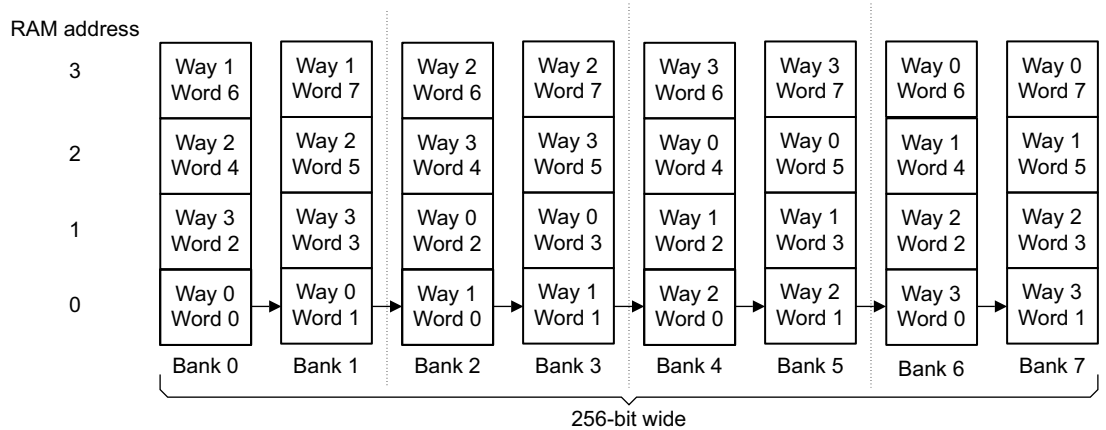 RAM address
3
Way 1 Way 1 Way 2 Way 2 Way 3 Way 3 Way 0 Way 0
Word 6 Word 7 Word 6 Word 7 Word 6 Word 7 Word 6 Word 7
2
Way 2 Way 2 Way 3 Way 3 Way 0 Way 0 Way 1 Way 1
Word 4 Word 5 Word 4 Word 5 Word 4 Word 5 Word 4 Word 5
1
Way 3 Way 3 Way 0 Way 0 Way 1 Way 1 Way 2 Way 2
Word 2 Word 3 Word 2 Word 3 Word 2 Word 3 Word 2 Word 3
0
Way 0 Way 0 Way 1 Way 1 Way 2 Way 2 Way 3 Way 3
Word 0 Word 1 Word 0 Word 1 Word 0 Word 1 Word 0 Word 1
Bank 0 Bank 1 Bank 2 Bank 3 Bank 4 Bank 5 Bank 6 Bank 7
256-bit wide